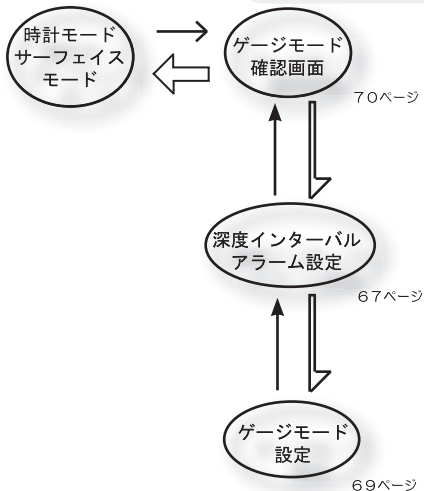 時計モード
サーフェイス
モード
ゲージモード
確認画面
70ページ
深度インターバル
アラーム設定
67ページ
ゲージモード
設定
69ページ